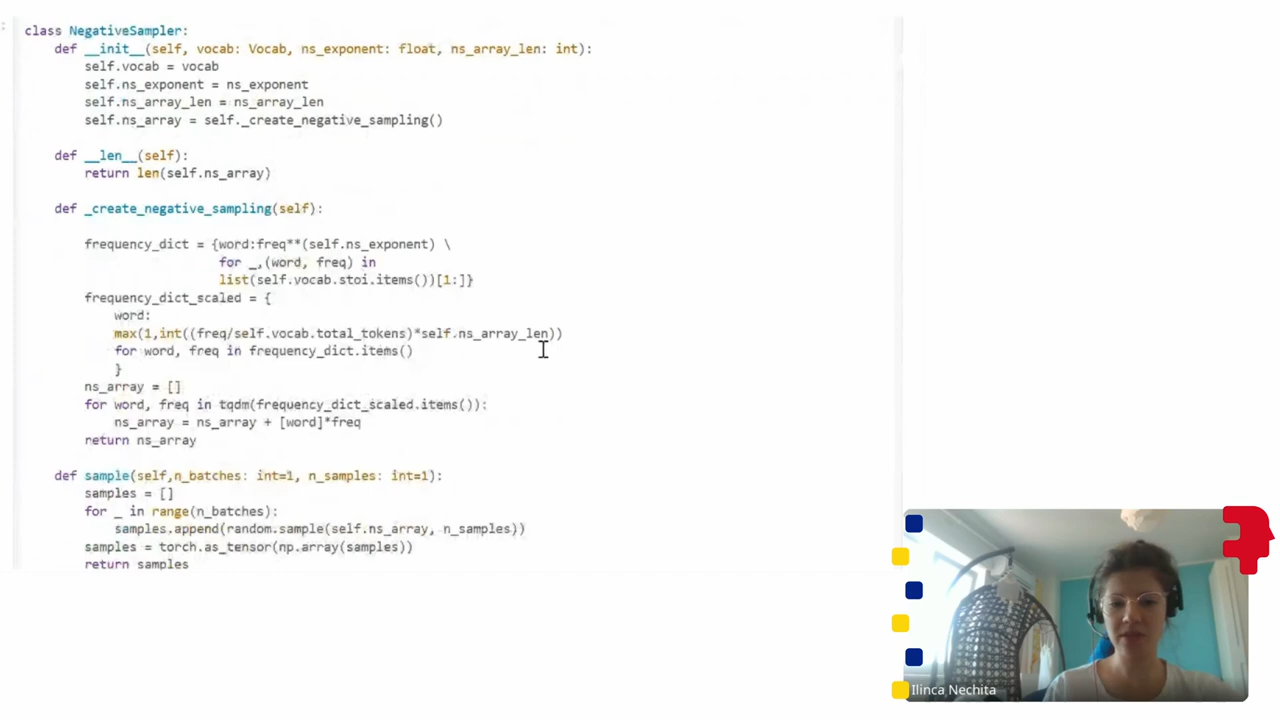 class NegativeSampler:
    def __init__(self, vocab: Vocab, ns_exponent: float, ns_array_len: int):
        self.vocab = vocab
        self.ns_exponent = ns_exponent
        self.ns_array_len = ns_array_len
        self.ns_array = self._create_negative_sampling()
    def __len__(self):
        return len(self.ns_array)
    def _create_negative_sampling(self):
        frequency_dict = {word:freq**(self.ns_exponent) \
                          for _,(word, freq) in
                          list(self.vocab.stoi.items())[1:]}
        frequency_dict_scaled = {
            word:
            max(1,int((freq/self.vocab.total_tokens)*self.ns_array_len))
            for word, freq in frequency_dict.items()
            }
        ns_array = []
        for word, freq in tqdm(frequency_dict_scaled.items()):
            ns_array = ns_array + [word]*freq
        return ns_array
    def sample(self,n_batches: int=1, n_samples: int=1):
        samples = []
        for _ in range(n_batches):
            samples.append(random.sample(self.ns_array, n_samples))
        samples = torch.as_tensor(np.array(samples))
        return samples
Ilinca Nechita